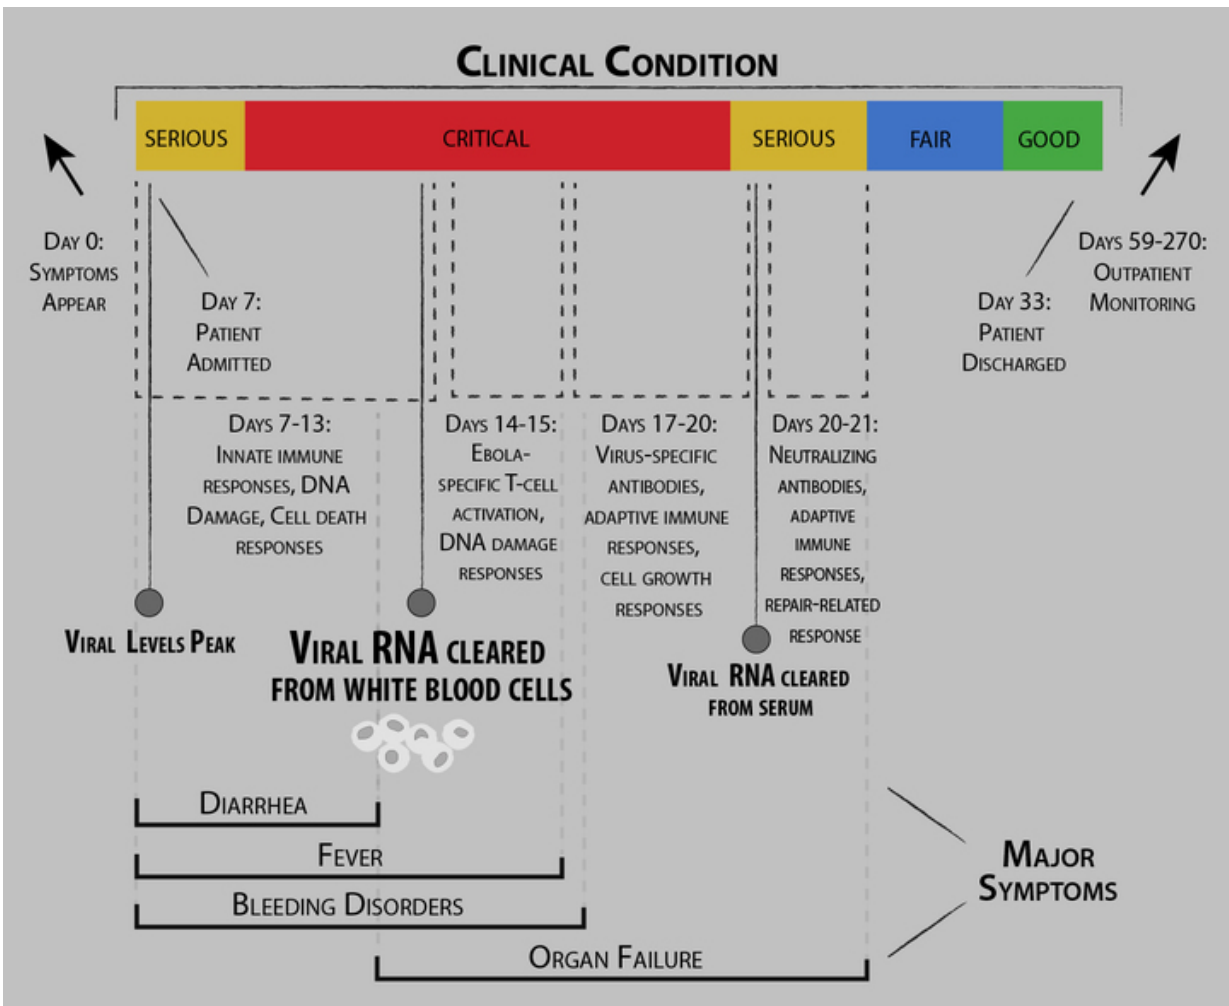 CLINICAL CONDITION
SERIOUS
CRITICAL
SERIOUS
FAIR
GOOD
DAY 0:
SYMPTOMS
APPEAR
DAY 7:
PATIENT
ADMITTED
DAY 33:
PATIENT
DISCHARGED
DAYS 59-270:
OUTPATIENT
MONITORING
DAYS 7-13:
INNATE IMMUNE
RESPONSES, DNA
DAMAGE, CELL DEATH
RESPONSES
DAYS 14-15:
EBOLA-
SPECIFIC T-CELL
ACTIVATION,
DNA DAMAGE
RESPONSES
DAYS 17-20:
VIRUS-SPECIFIC
ANTIBODIES,
ADAPTIVE IMMUNE
RESPONSES,
CELL GROWTH
RESPONSES
DAYS 20-21:
NEUTRALIZING
ANTIBODIES,
ADAPTIVE
IMMUNE
RESPONSES,
REPAIR-RELATED
RESPONSE
VIRAL LEVELS PEAK
VIRAL RNA CLEARED
FROM WHITE BLOOD CELLS
VIRAL RNA CLEARED
FROM SERUM
DIARRHEA
FEVER
BLEEDING DISORDERS
ORGAN FAILURE
MAJOR
SYMPTOMS